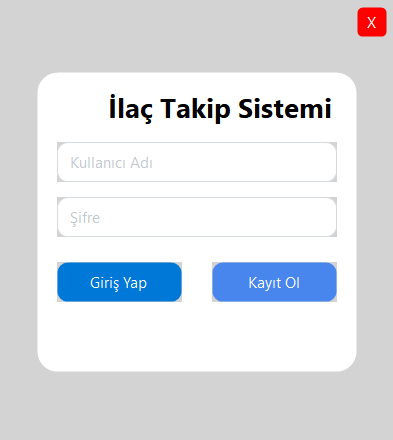 X
İlaç Takip Sistemi
Kullanıcı Adı
Şifre
Giriş Yap
Kayıt Ol